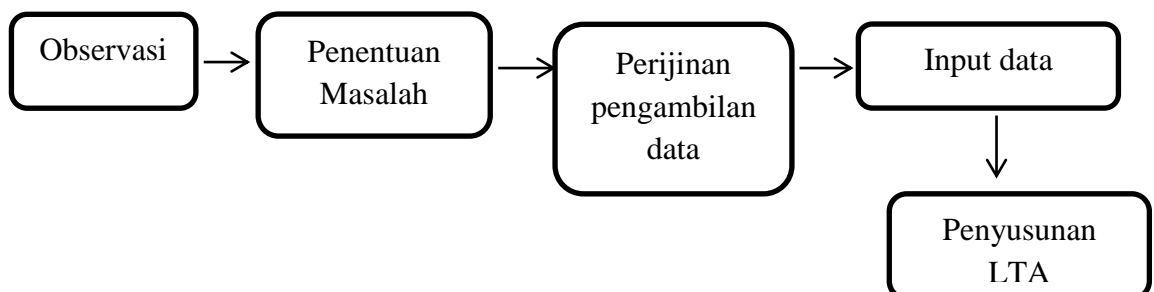 Observasi
Penentuan
Masalah
Perijinan
pengambilan
data
Input data
Penyusunan
LTA